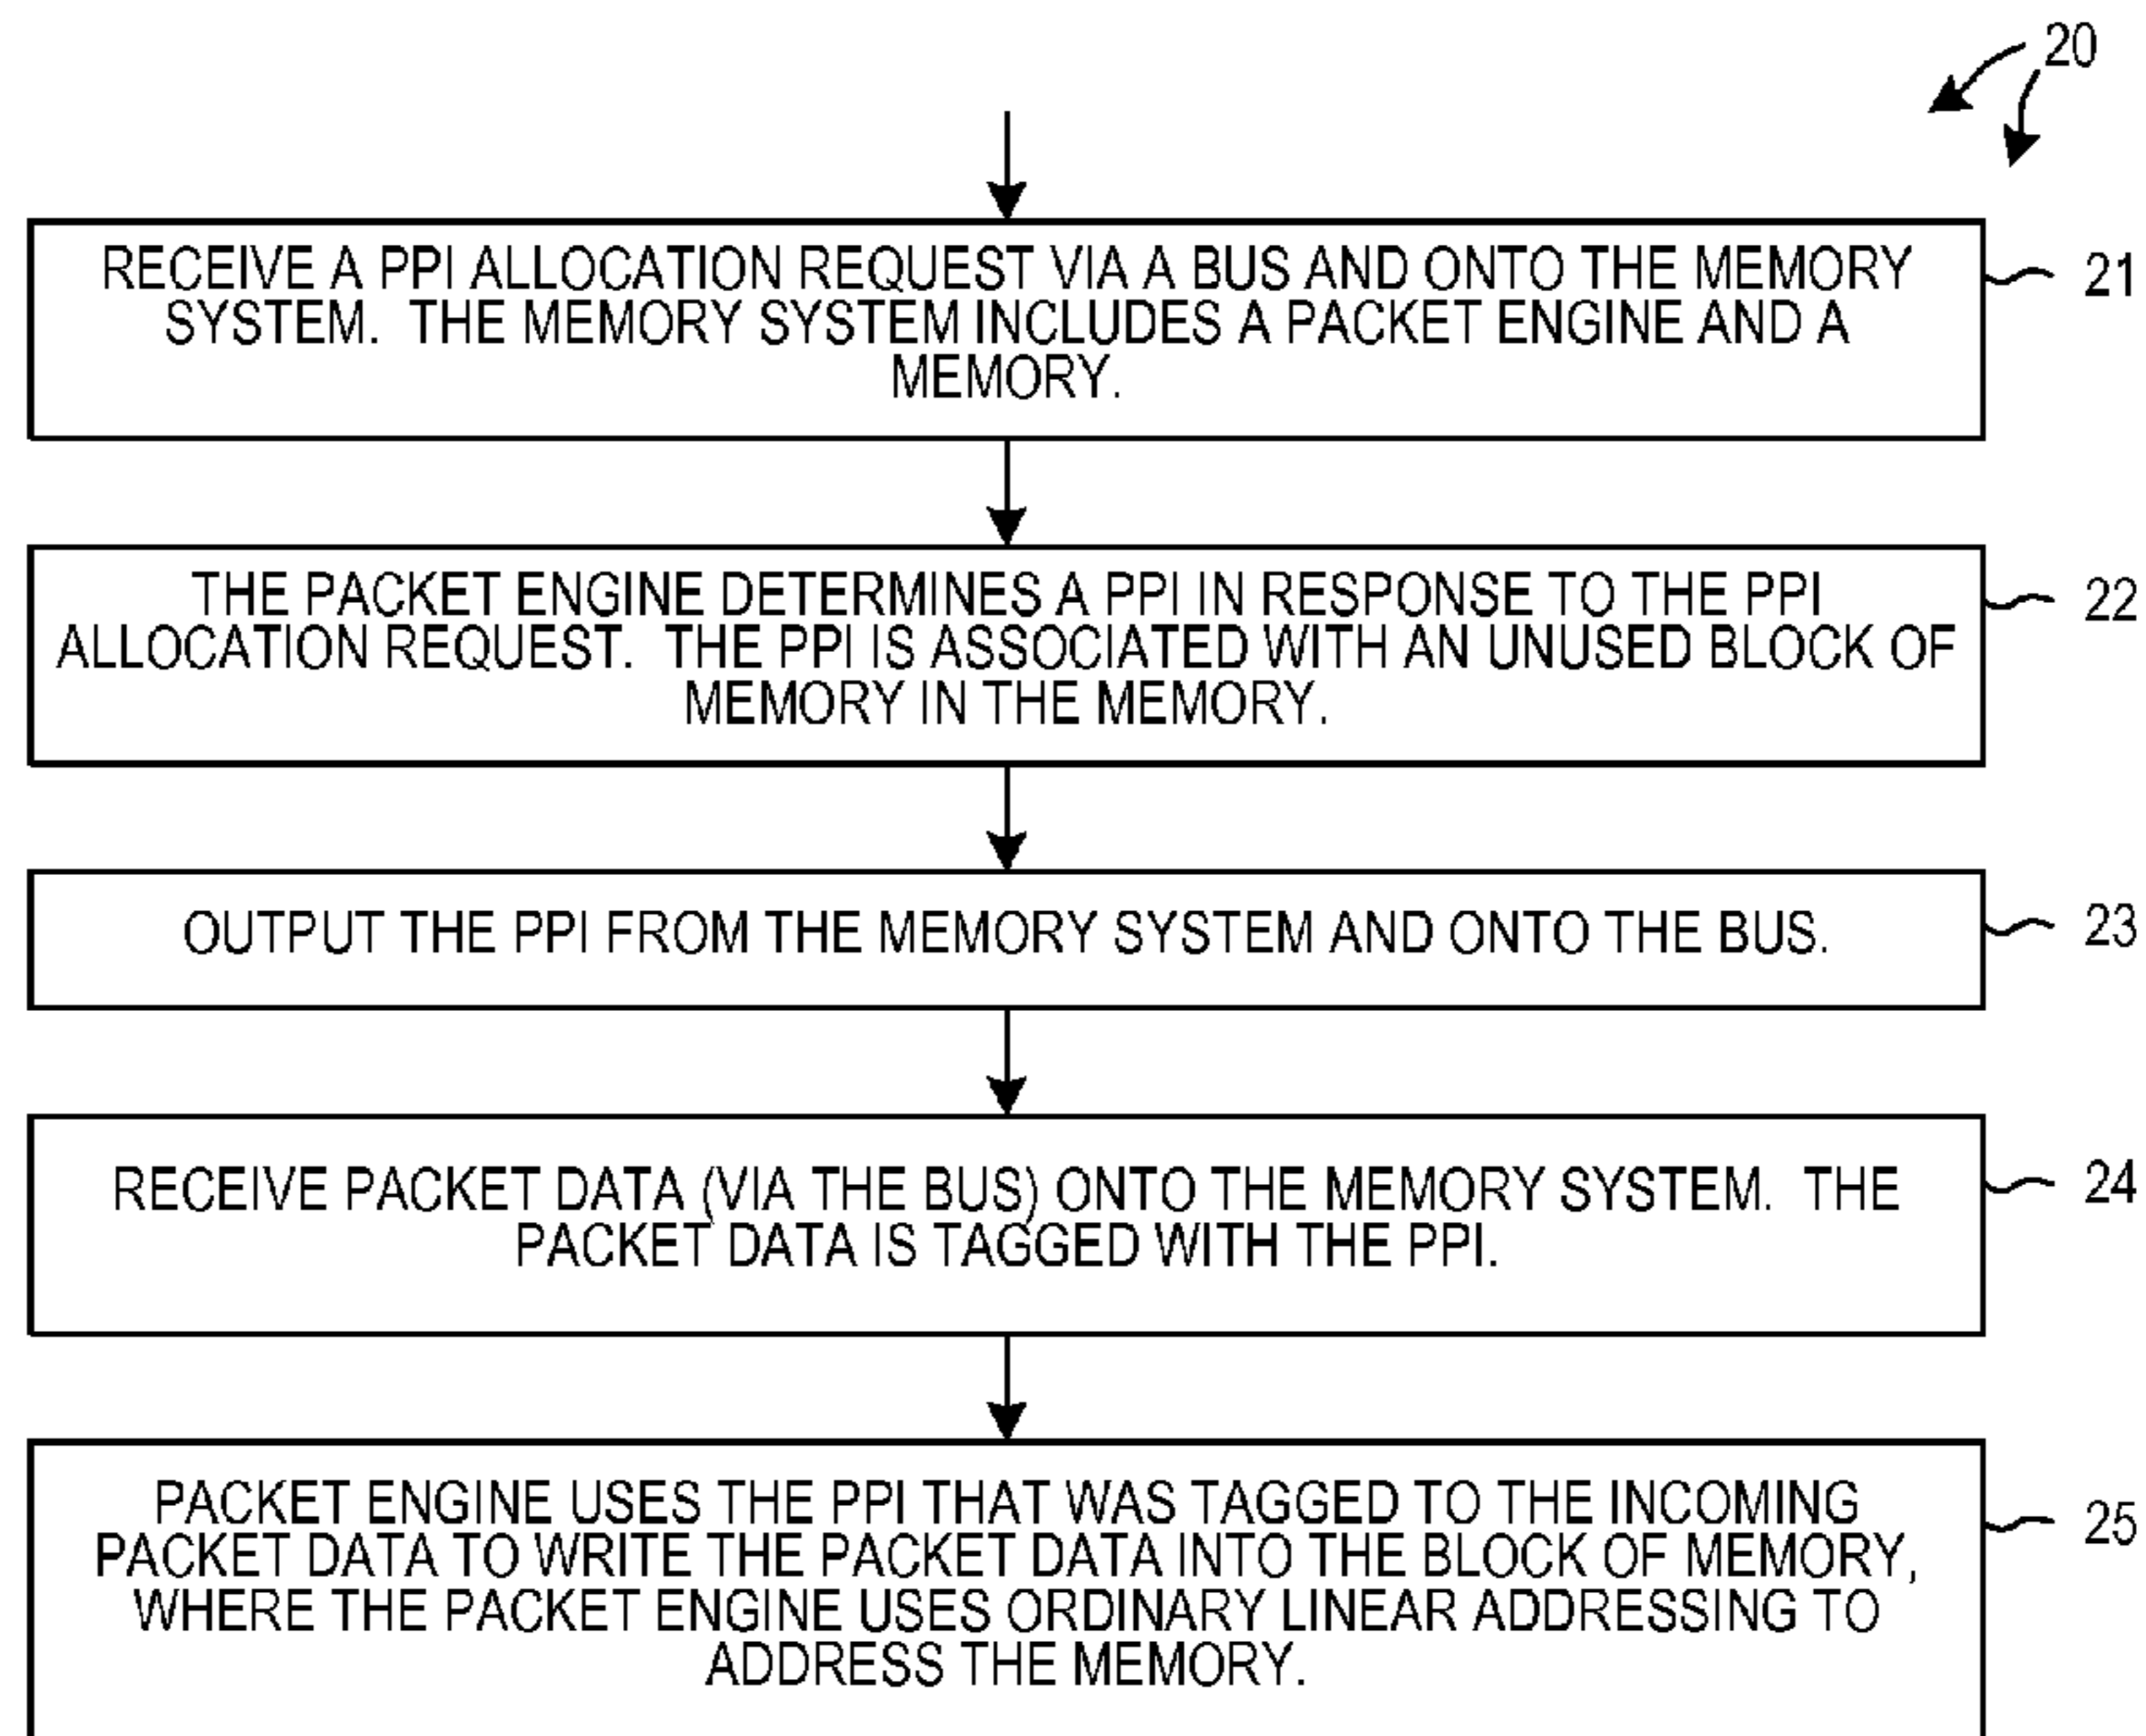 20
RECEIVE A PPI ALLOCATION REQUEST VIA A BUS AND ONTO THE MEMORY
SYSTEM. THE MEMORY SYSTEM INCLUDES A PACKET ENGINE AND A
MEMORY.
21
THE PACKET ENGINE DETERMINES A PPI IN RESPONSE TO THE PPI
ALLOCATION REQUEST. THE PPI IS ASSOCIATED WITH AN UNUSED BLOCK OF
MEMORY IN THE MEMORY.
22
OUTPUT THE PPI FROM THE MEMORY SYSTEM AND ONTO THE BUS.
23
RECEIVE PACKET DATA (VIA THE BUS) ONTO THE MEMORY SYSTEM. THE
PACKET DATA IS TAGGED WITH THE PPI.
24
PACKET ENGINE USES THE PPI THAT WAS TAGGED TO THE INCOMING
PACKET DATA TO WRITE THE PACKET DATA INTO THE BLOCK OF MEMORY,
WHERE THE PACKET ENGINE USES ORDINARY LINEAR ADDRESSING TO
ADDRESS THE MEMORY.
25